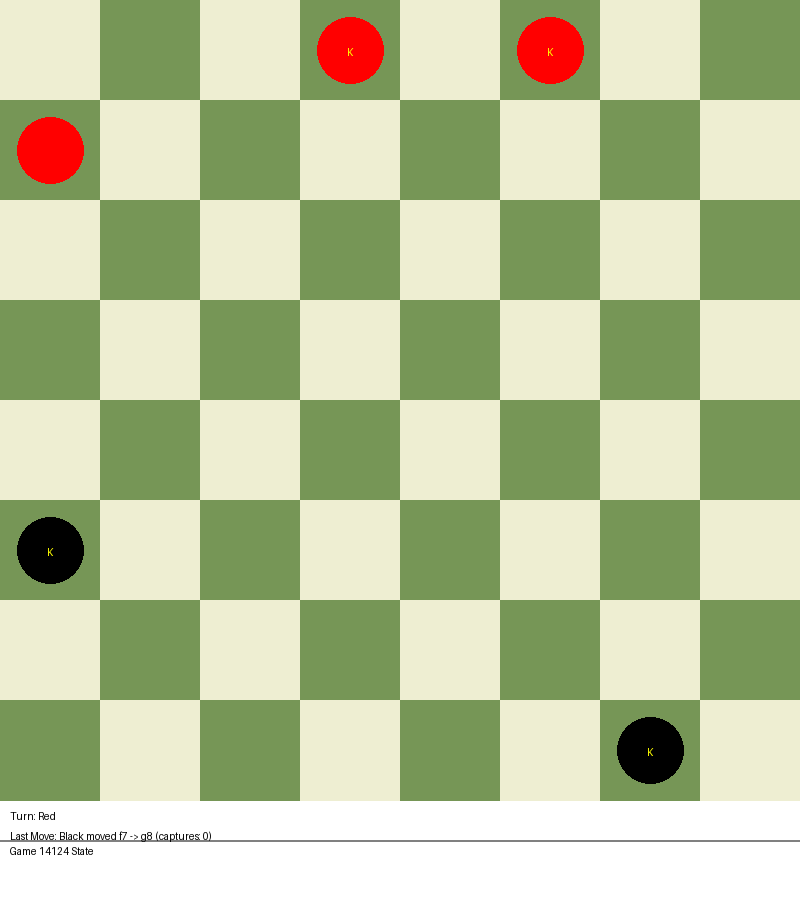 K K
K
K
Turn: Red
Last Move: Black moved f7 -> g8 (captures: 0)
Game 14124 State